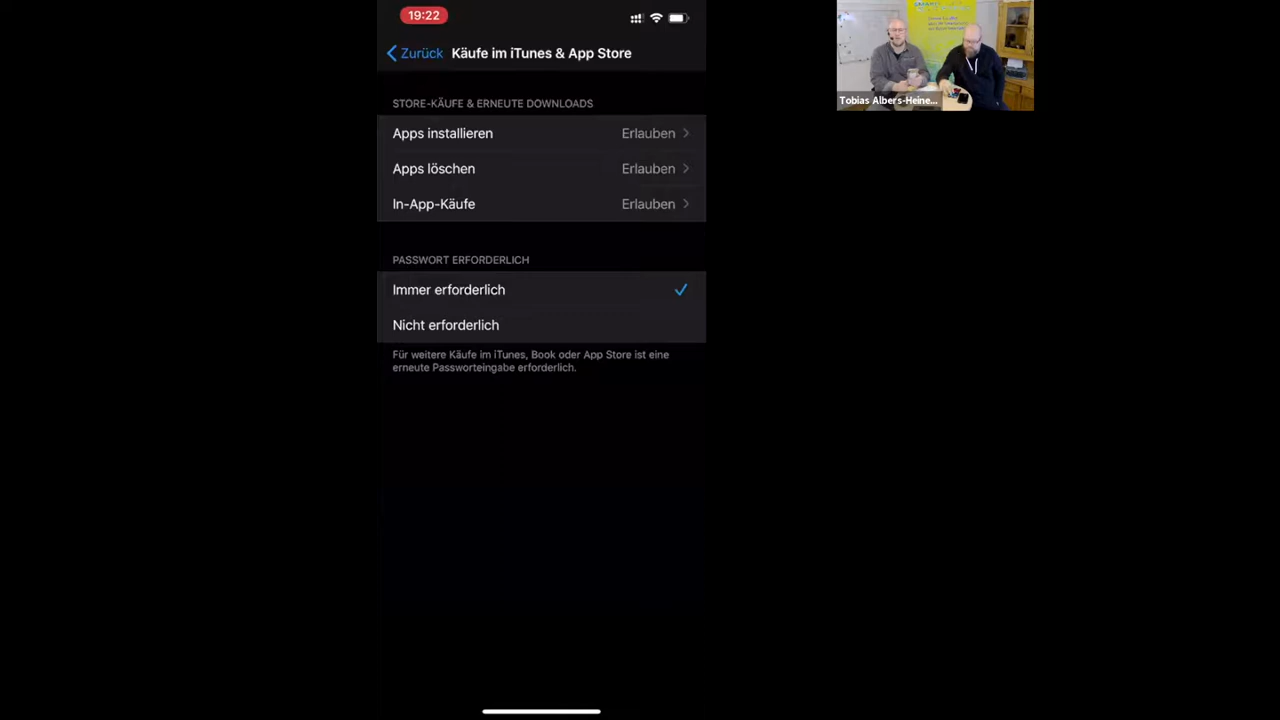 19:22
Zurück
Käufe im iTunes & App Store
STORE-KÄUFE & ERNEUTE DOWNLOADS
Apps installieren Erlauben
Apps löschen Erlauben
In-App-Käufe Erlauben
PASSWORT ERFORDERLICH
Immer erforderlich
Nicht erforderlich
Für weitere Käufe im iTunes, Book oder App Store ist eine
erneute Passworteingabe erforderlich.
Tobias Albers-Heine...